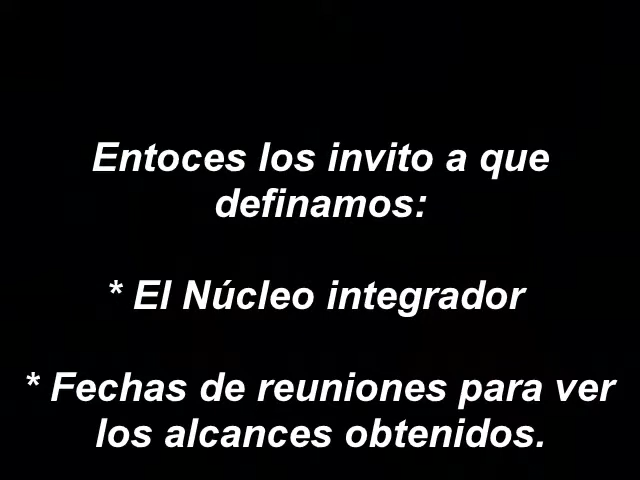 Entoces los invito a que
definamos:
* El Núcleo integrador
* Fechas de reuniones para ver
los alcances obtenidos.